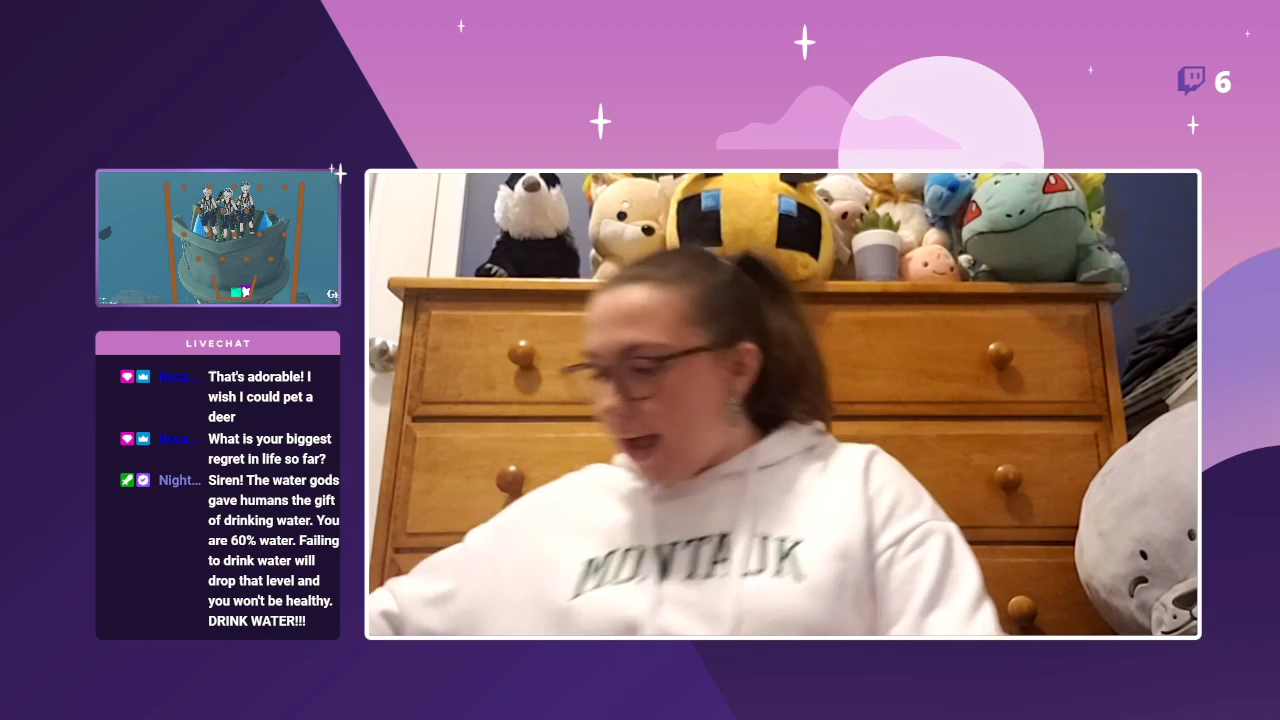 6
LIVECHAT
That's adorable! I
wish I could pet a
deer
What is your biggest
regret in life so far?
Night... Siren! The water gods
gave humans the gift
of drinking water. You
are 60% water. Failing
to drink water will
drop that level and
you won't be healthy.
DRINK WATER!!!
MONTAUK